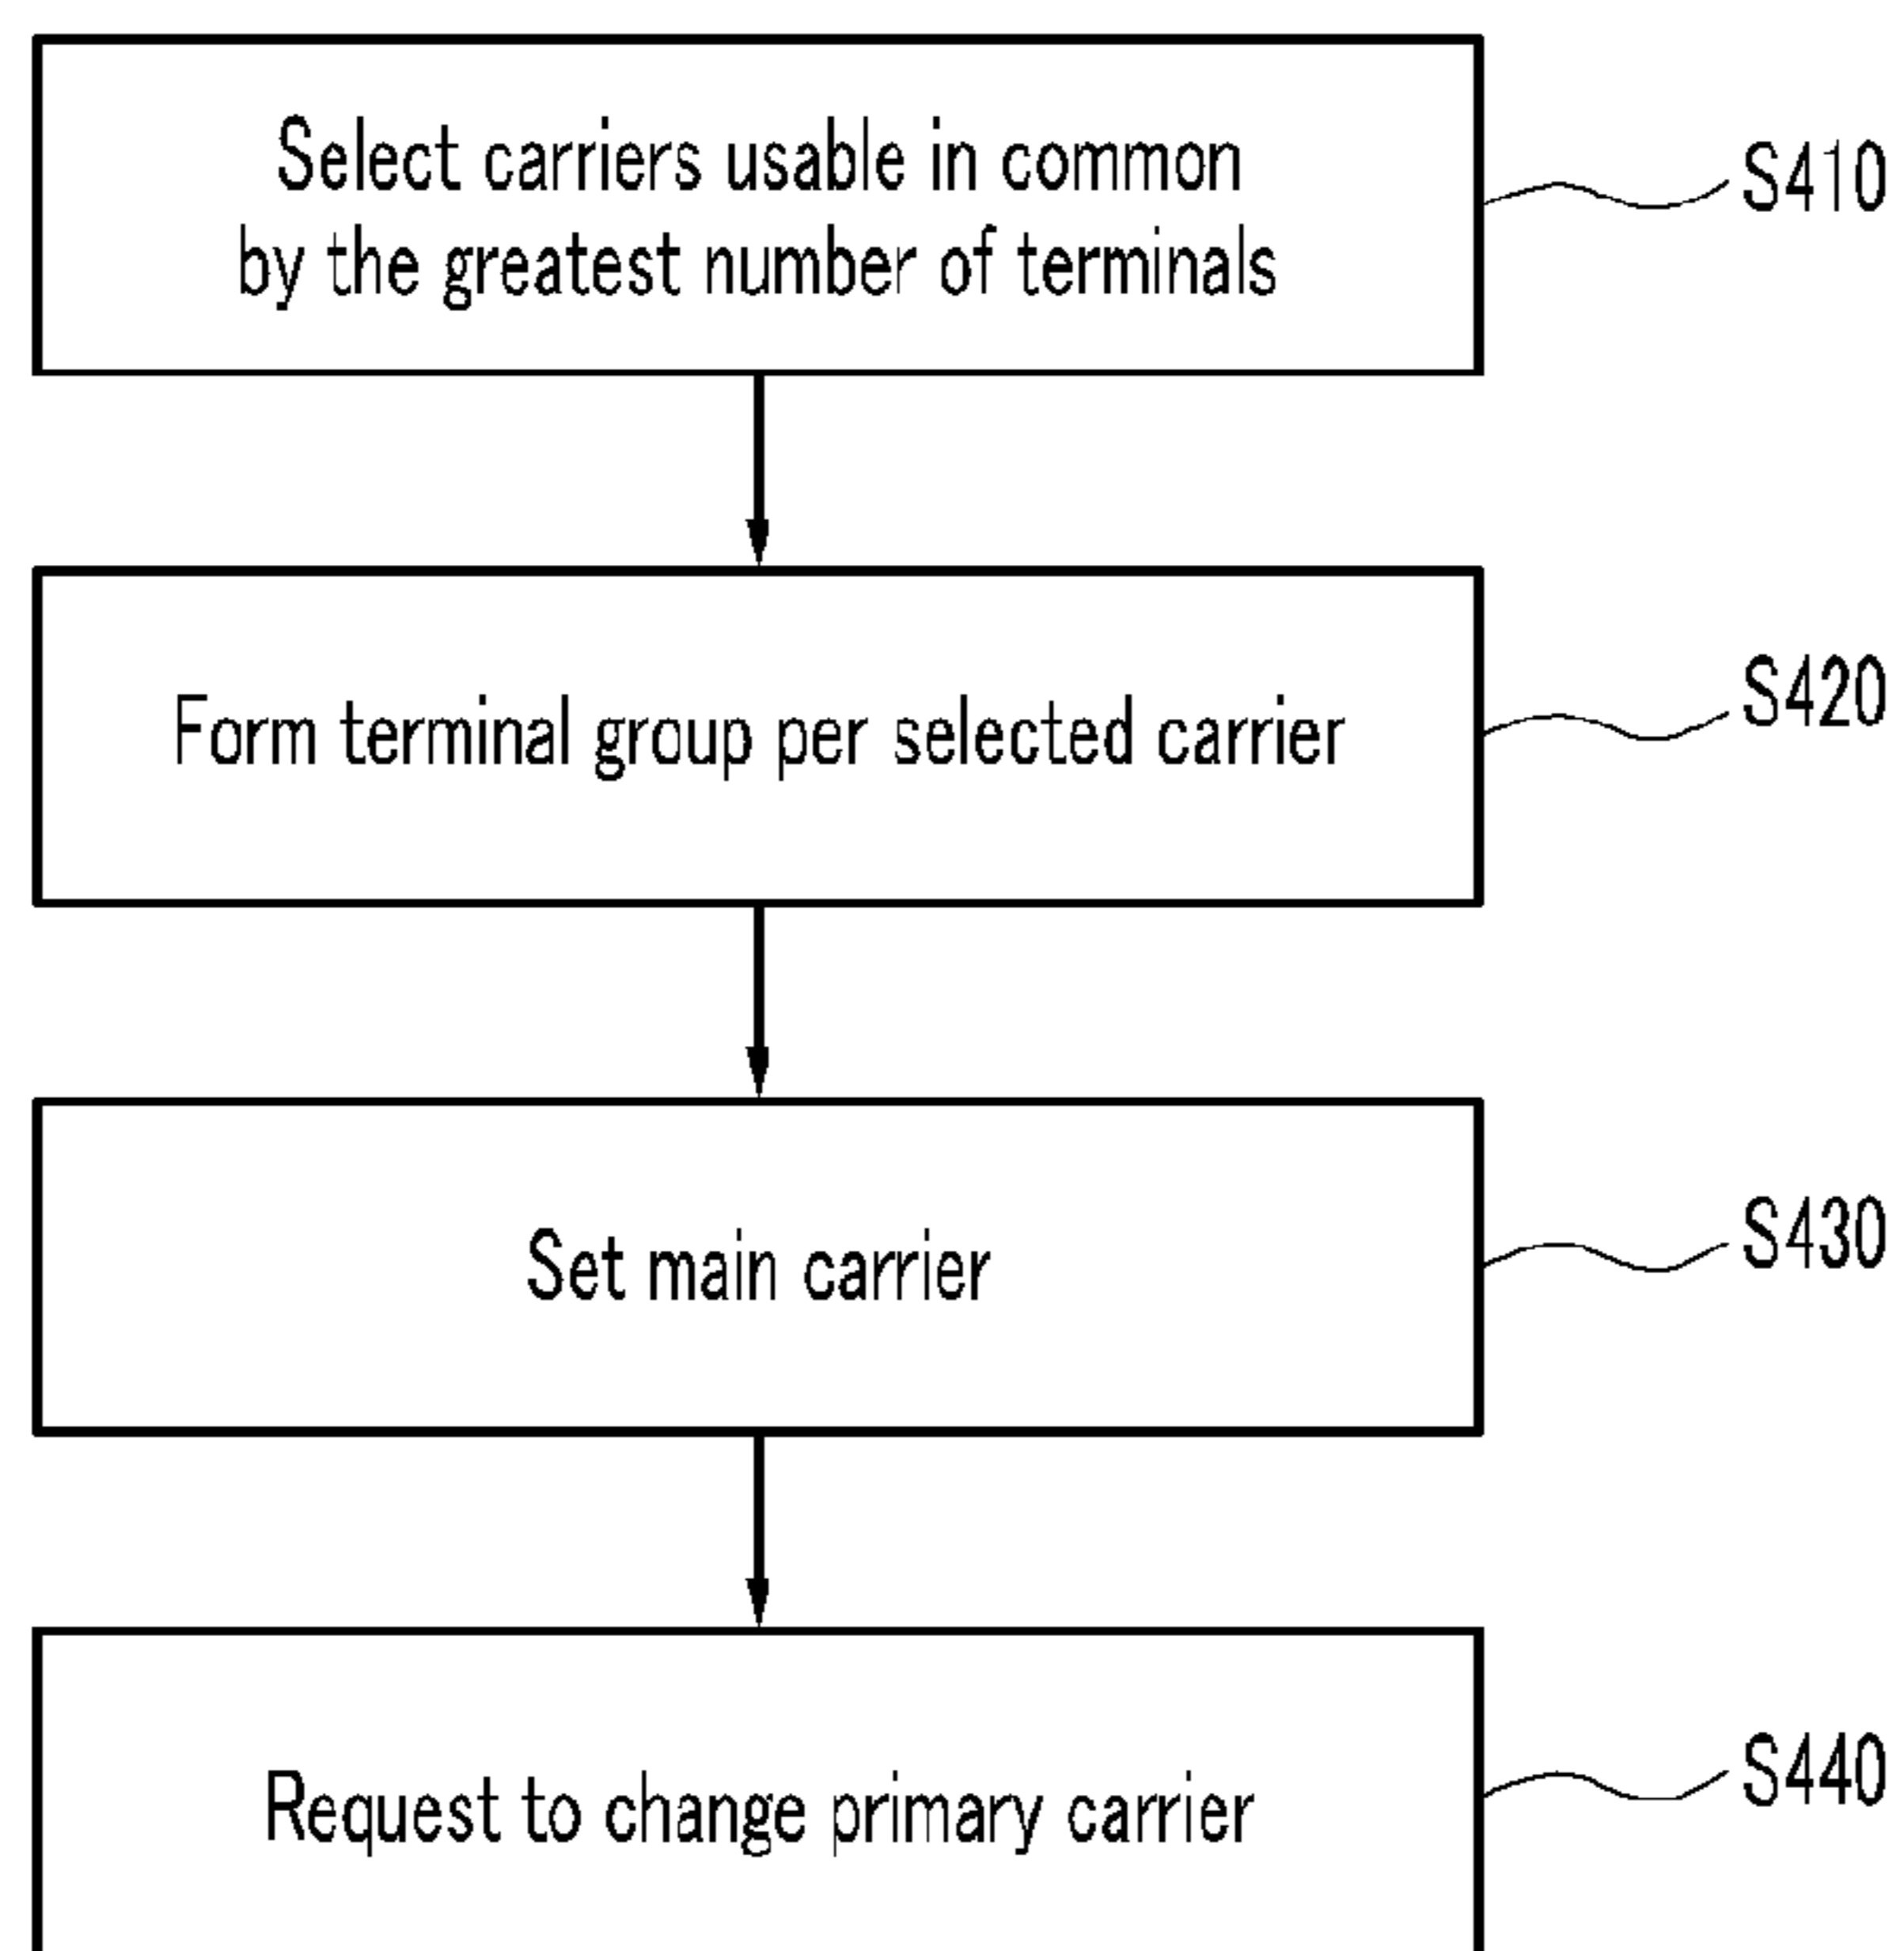 Select carriers usable in common
by the greatest number of terminals
S410
Form terminal group per selected carrier
S420
Set main carrier
S430
Request to change primary carrier
S440